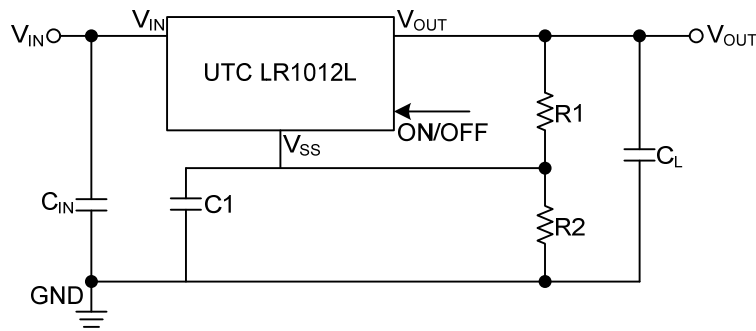 VIN
VIN
VOUT
VOUT
UTC LR1012L
ON/OFF
R1
VSS
CL
CIN
C1
R2
GND